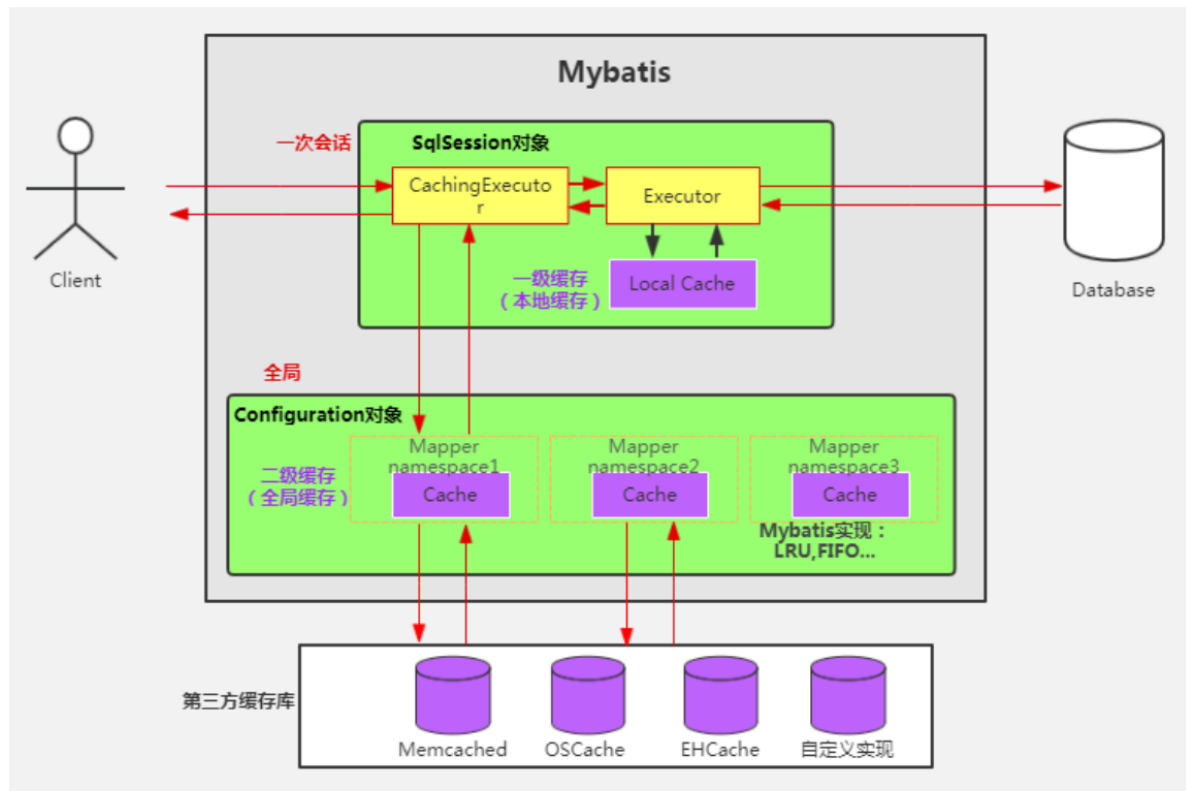 Mybatis
一次会话
SqlSession对象
CachingExecuto
r
Executor
Client
一级缓存
（本地缓存）
Local Cache
Database
全局
Configuration对象
二级缓存
（全局缓存）
Mapper
namespace1
Cache
Mapper
namespace2
Cache
Mapper
namespace3
Cache
Mybatis实现：
LRU,FIFO...
第三方缓存库
Memcached
OSCache
EHCache
自定义实现